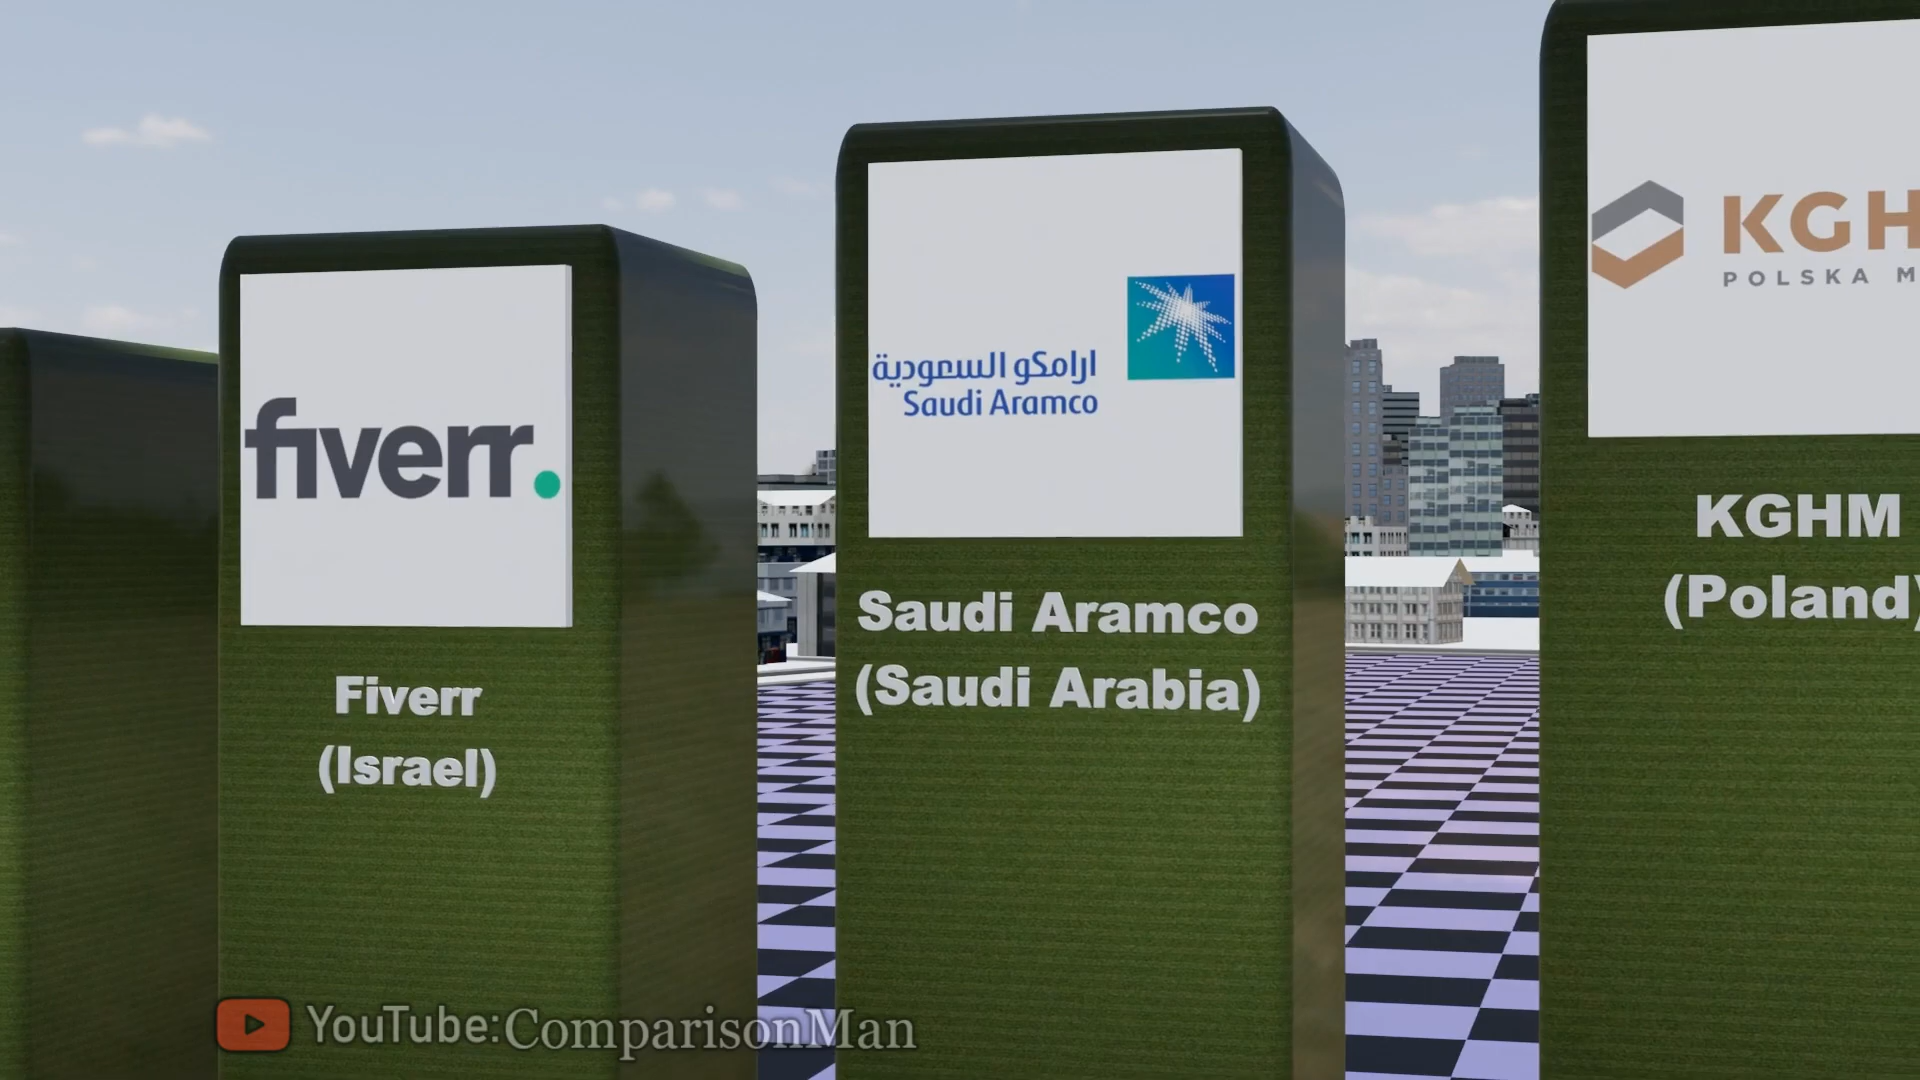 fiverr.
Fiverr
(Israel)
ارامكو السعودية
Saudi Aramco
Saudi Aramco
(Saudi Arabia)
KGH
POLSKA M
KGHM
(Poland)
YouTube:ComparisonMan